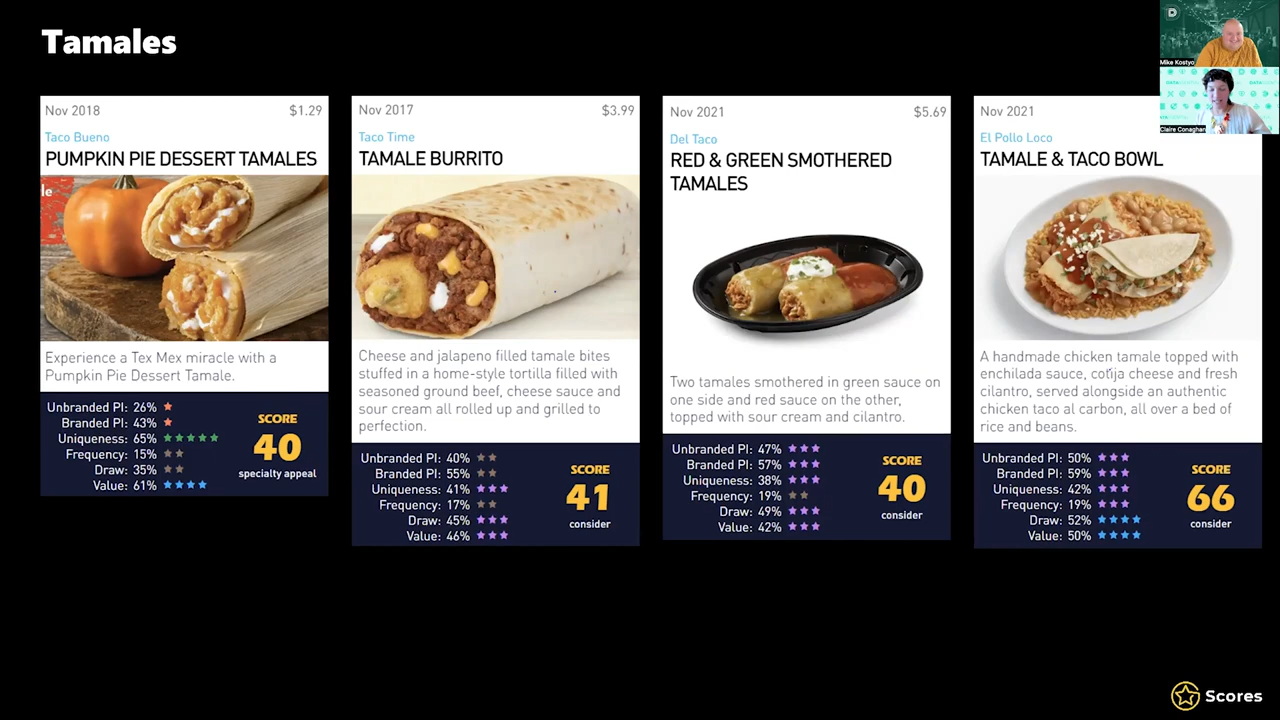 Tamales
Mike Kostyo
Claire Conaghan
Nov 2018 $1.29
Taco Bueno
PUMPKIN PIE DESSERT TAMALES
le
Experience a Tex Mex miracle with a
Pumpkin Pie Dessert Tamale.
Unbranded PI: 26%
Branded PI: 43%
Uniqueness: 65%
Frequency: 15%
Draw: 35%
Value: 61%
SCORE
40
specialty appeal
Nov 2017 $3.99
Taco Time
TAMALE BURRITO
Cheese and jalapeno filled tamale bites
stuffed in a home-style tortilla filled with
seasoned ground beef, cheese sauce and
sour cream all rolled up and grilled to
perfection.
Unbranded PI: 40%
Branded PI: 55%
Uniqueness: 41%
Frequency: 17%
Draw: 45%
Value: 46%
SCORE
41
consider
Nov 2021 $5.69
Del Taco
RED & GREEN SMOTHERED
TAMALES
Two tamales smothered in green sauce on
one side and red sauce on the other,
topped with sour cream and cilantro.
Unbranded PI: 47%
Branded PI: 57%
Uniqueness: 38%
Frequency: 19%
Draw: 49%
Value: 42%
SCORE
40
consider
Nov 2021
El Pollo Loco
TAMALE & TACO BOWL
A handmade chicken tamale topped with
enchilada sauce, cotija cheese and fresh
cilantro, served alongside an authentic
chicken taco al carbon, all over a bed of
rice and beans.
Unbranded PI: 50%
Branded PI: 59%
Uniqueness: 42%
Frequency: 19%
Draw: 52%
Value: 50%
SCORE
66
consider
Scores